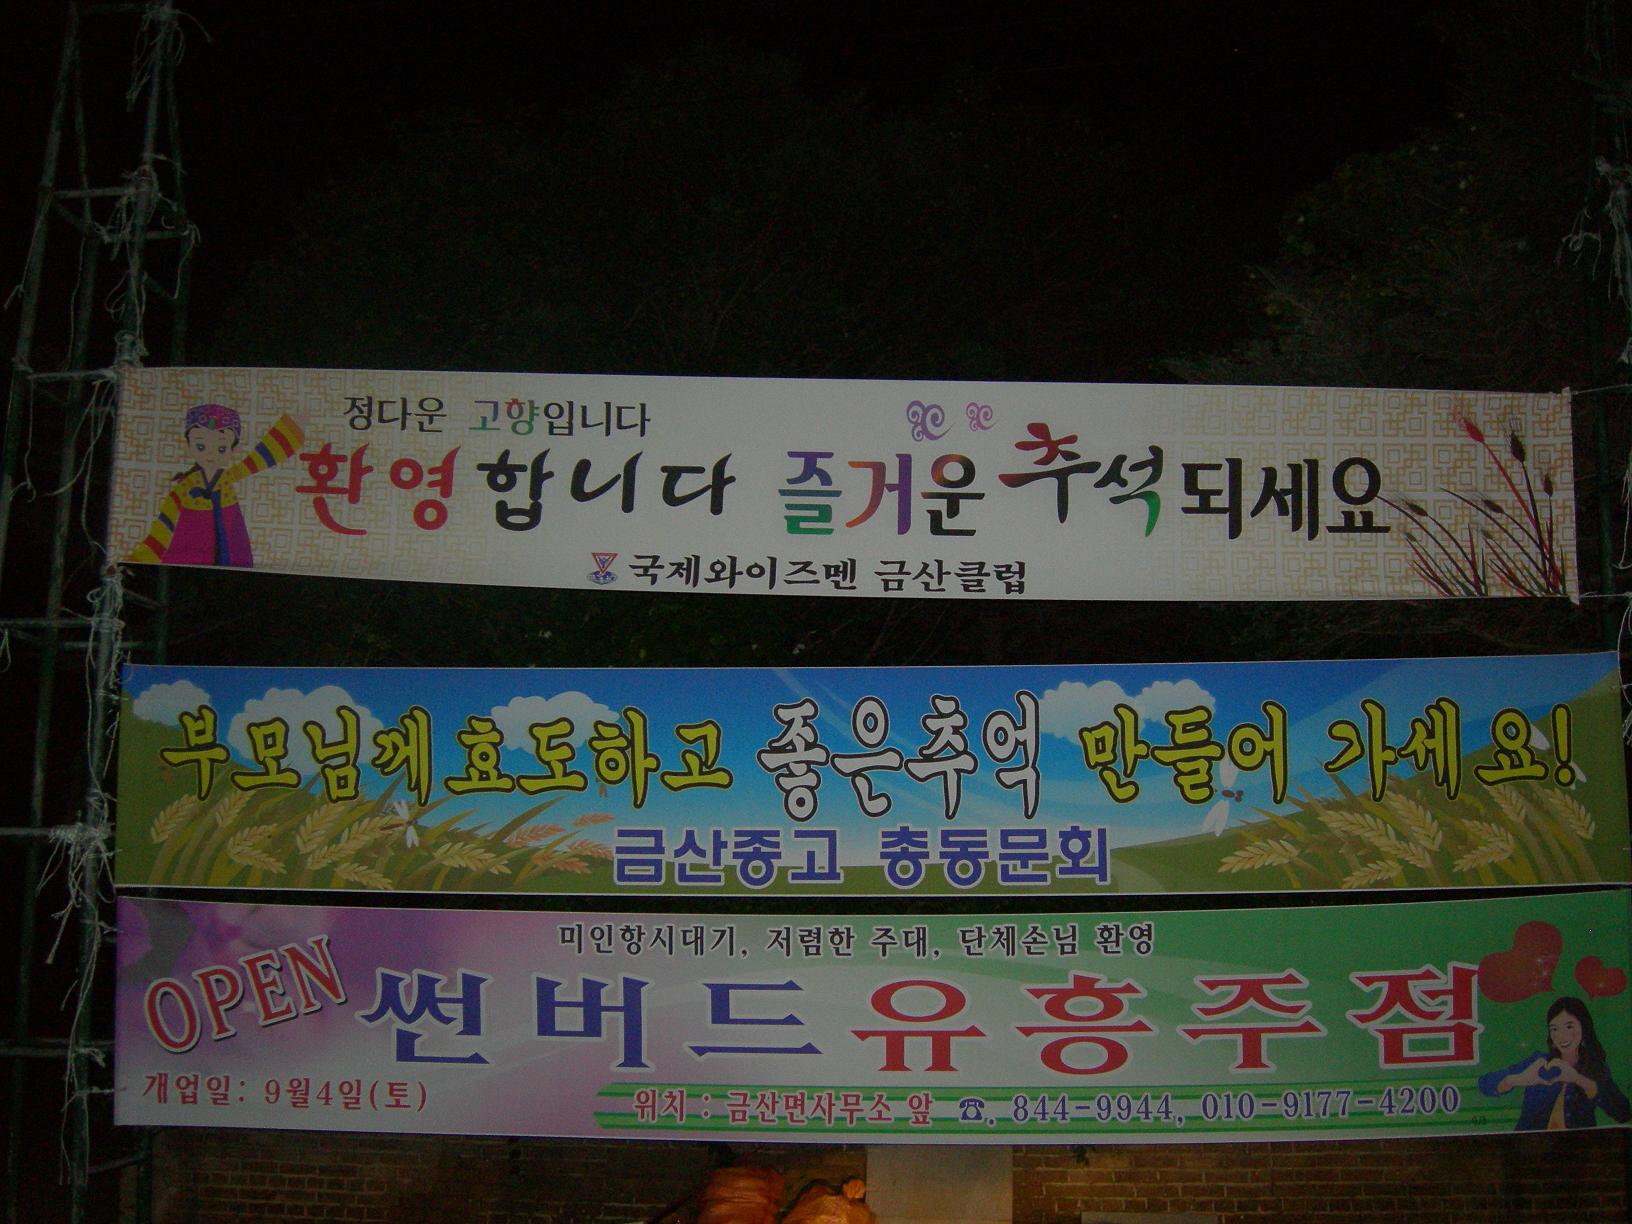 정다운 고향입니다
환영합니다 즐거운 추석 되세요
국제와이즈멘 금산클럽
부모님께 효도하고 좋은추억 만들어 가세요!
금산종고 총동문회
미인항시대기, 저렴한 주대, 단체손님 환영
OPEN 썬버드유흥주점
개업일: 9월4일(토)
위치 : 금산면사무소 앞 ☎. 844-9944, 010-9177-4200